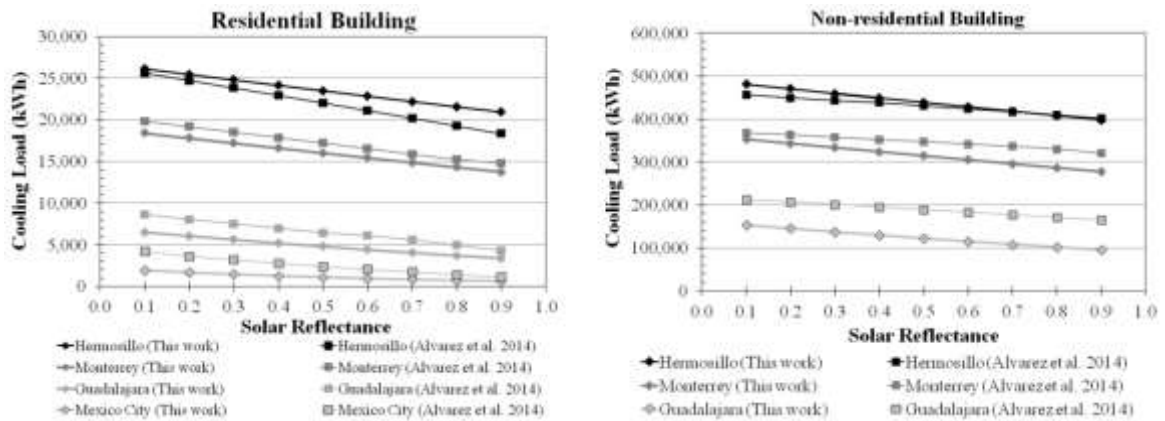 Residential Building
30,000
25,000
20,000
15,000
10,000
5,000
0
Cooling Load (kWh)
0.0 0.1 0.2 0.3 0.4 0.5 0.6 0.7 0.8 0.9 1.0
Solar Reflectance
Hermosillo (This work) Hermosillo (Alvarez et al. 2014)
Monterrey (This work) Monterrey (Alvarez et al. 2014)
Guadalajara (This work) Guadalajara (Alvarez et al. 2014)
Mexico City (This work) Mexico City (Alvarez et al. 2014)
Non-residential Building
600,000
500,000
400,000
300,000
200,000
100,000
0
Cooling Load (kWh)
0.0 0.1 0.2 0.3 0.4 0.5 0.6 0.7 0.8 0.9 1.0
Solar Reflectance
Hermosillo (This work) Hermosillo (Alvarez et al. 2014)
Monterrey (This work) Monterrey (Alvarez et al. 2014)
Guadalajara (This work) Guadalajara (Alvarez et al. 2014)